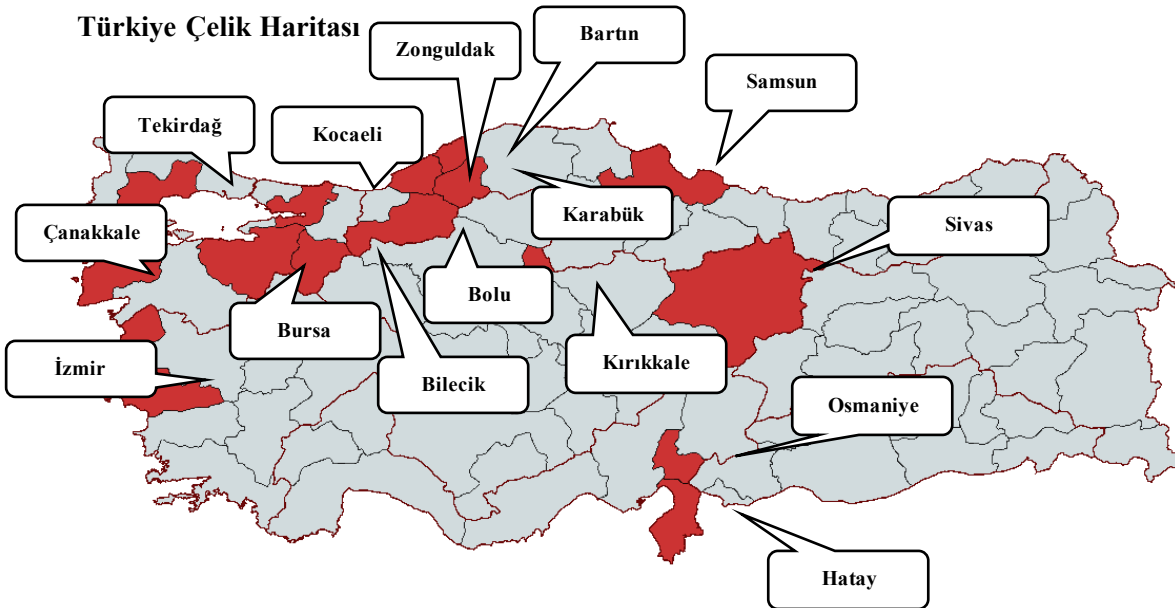 Türkiye Çelik Haritası
Zonguldak
Bartın
Samsun
Tekirdağ
Kocaeli
Çanakkale
Karabük
Sivas
Bolu
Bursa
İzmir
Bilecik
Kırıkkale
Osmaniye
Hatay